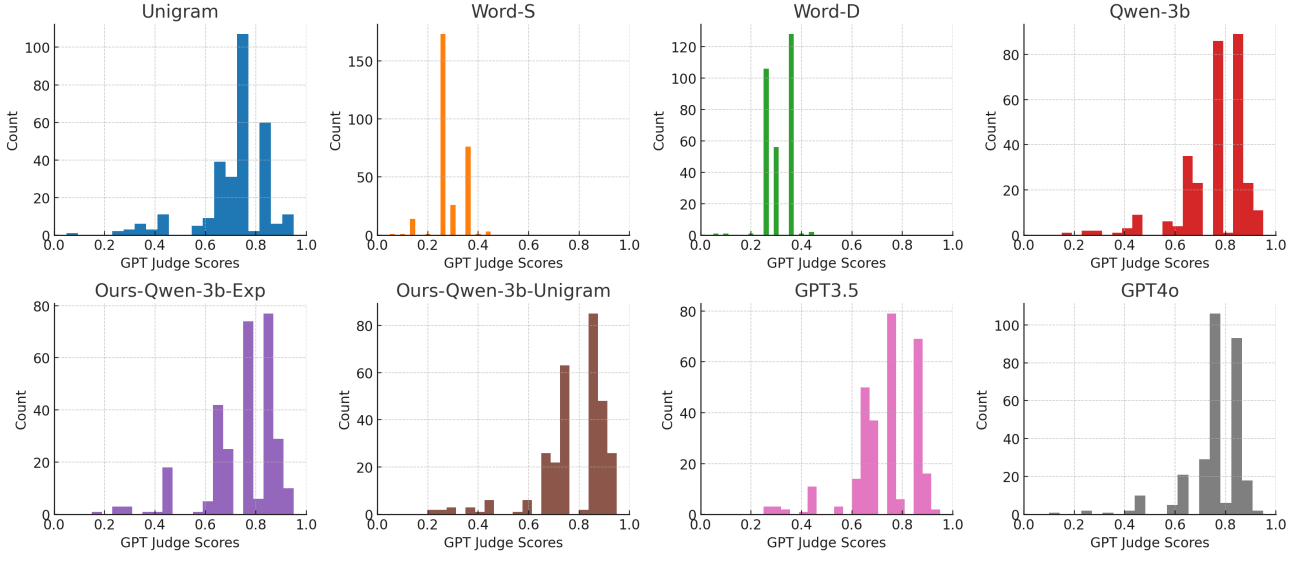 Unigram
Count
100
80
60
40
20
0
0.0 0.2 0.4 0.6 0.8 1.0
GPT Judge Scores
Word-S
Count
150
100
50
0
0.0 0.2 0.4 0.6 0.8 1.0
GPT Judge Scores
Word-D
Count
120
100
80
60
40
20
0
0.0 0.2 0.4 0.6 0.8 1.0
GPT Judge Scores
Qwen-3b
Count
80
60
40
20
0
0.0 0.2 0.4 0.6 0.8 1.0
GPT Judge Scores
Ours-Qwen-3b-Exp
Count
80
60
40
20
0
0.0 0.2 0.4 0.6 0.8 1.0
GPT Judge Scores
Ours-Qwen-3b-Unigram
Count
80
60
40
20
0
0.0 0.2 0.4 0.6 0.8 1.0
GPT Judge Scores
GPT3.5
Count
80
60
40
20
0
0.0 0.2 0.4 0.6 0.8 1.0
GPT Judge Scores
GPT4o
Count
100
80
60
40
20
0
0.0 0.2 0.4 0.6 0.8 1.0
GPT Judge Scores